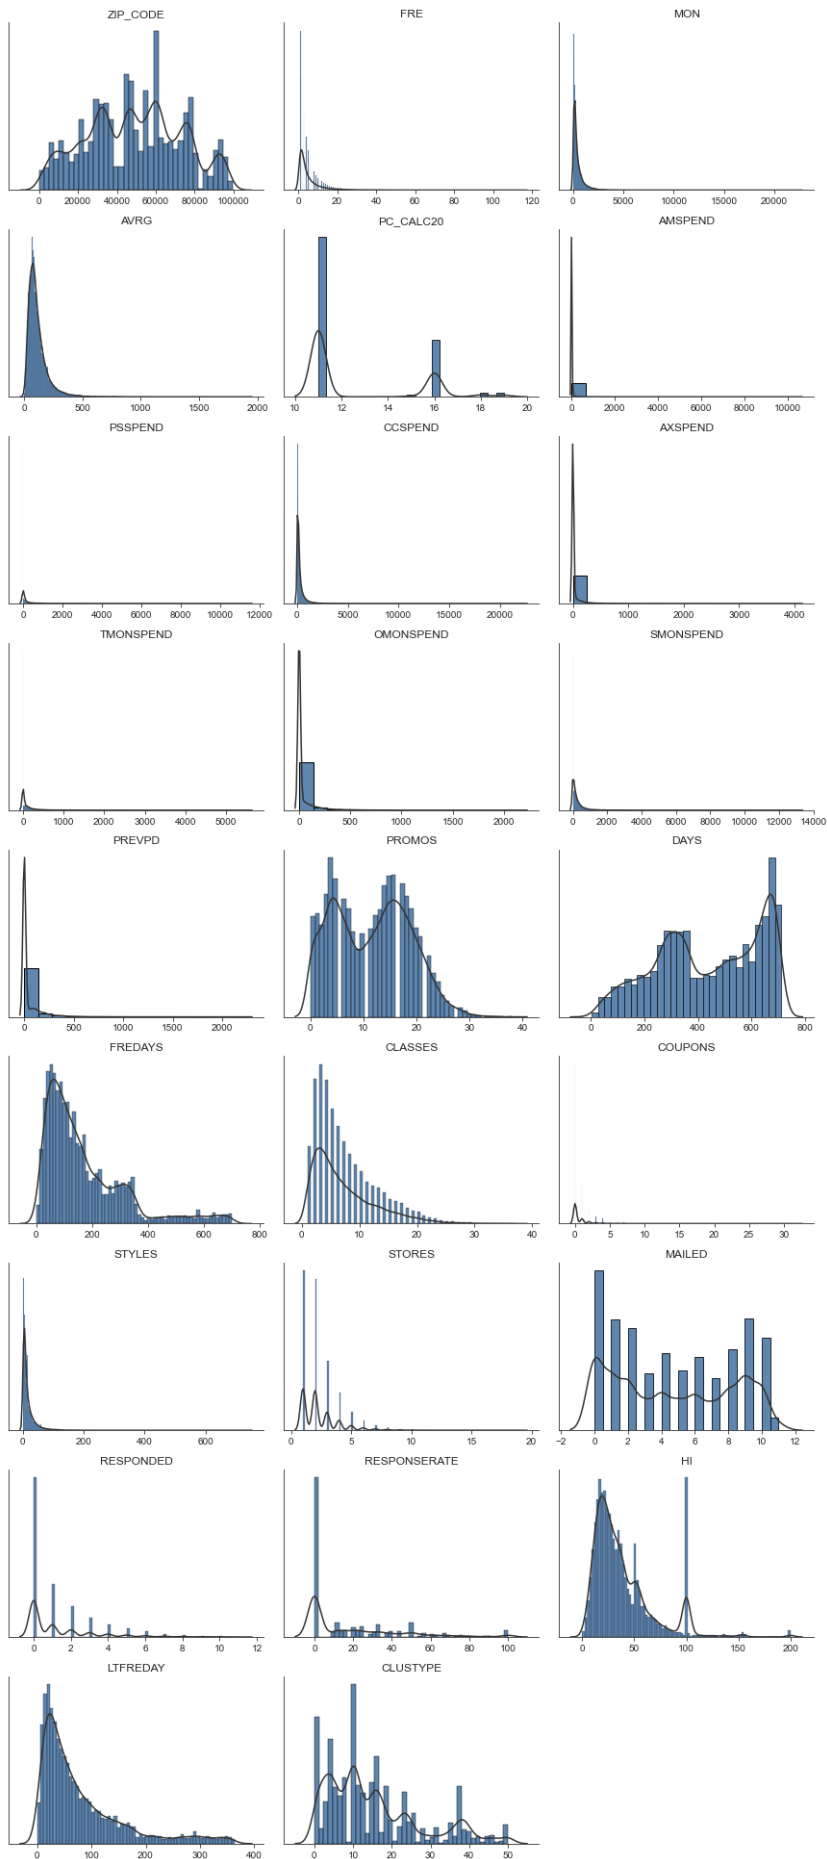 ZIP_CODE FRE MON
0 20000 40000 60000 80000 100000 0 20 40 60 80 100 120 0 5000 10000 15000 20000
AVRG PC_CALC20 AMSPEND
0 500 1000 1500 2000 10 12 14 16 18 20 0 2000 4000 6000 8000 10000
PSSPEND CCSPEND AXSPEND
0 2000 4000 6000 8000 10000 12000 0 5000 10000 15000 20000 0 1000 2000 3000 4000
TMONSPEND OMONSPEND SMONSPEND
0 1000 2000 3000 4000 5000 0 500 1000 1500 2000 0 2000 4000 6000 8000 10000 12000 14000
PREVPD PROMOS DAYS
0 500 1000 1500 2000 0 10 20 30 40 0 200 400 600 800
FREDAYS CLASSES COUPONS
0 200 400 600 800 0 10 20 30 40 0 5 10 15 20 25 30
STYLES STORES MAILED
0 200 400 600 0 5 10 15 20 −2 0 2 4 6 8 10 12
RESPONDED RESPONSERATE HI
0 2 4 6 8 10 12 0 20 40 60 80 100 0 50 100 150 200
LTFREDAY CLUSTYPE
0 100 200 300 400 0 10 20 30 40 50